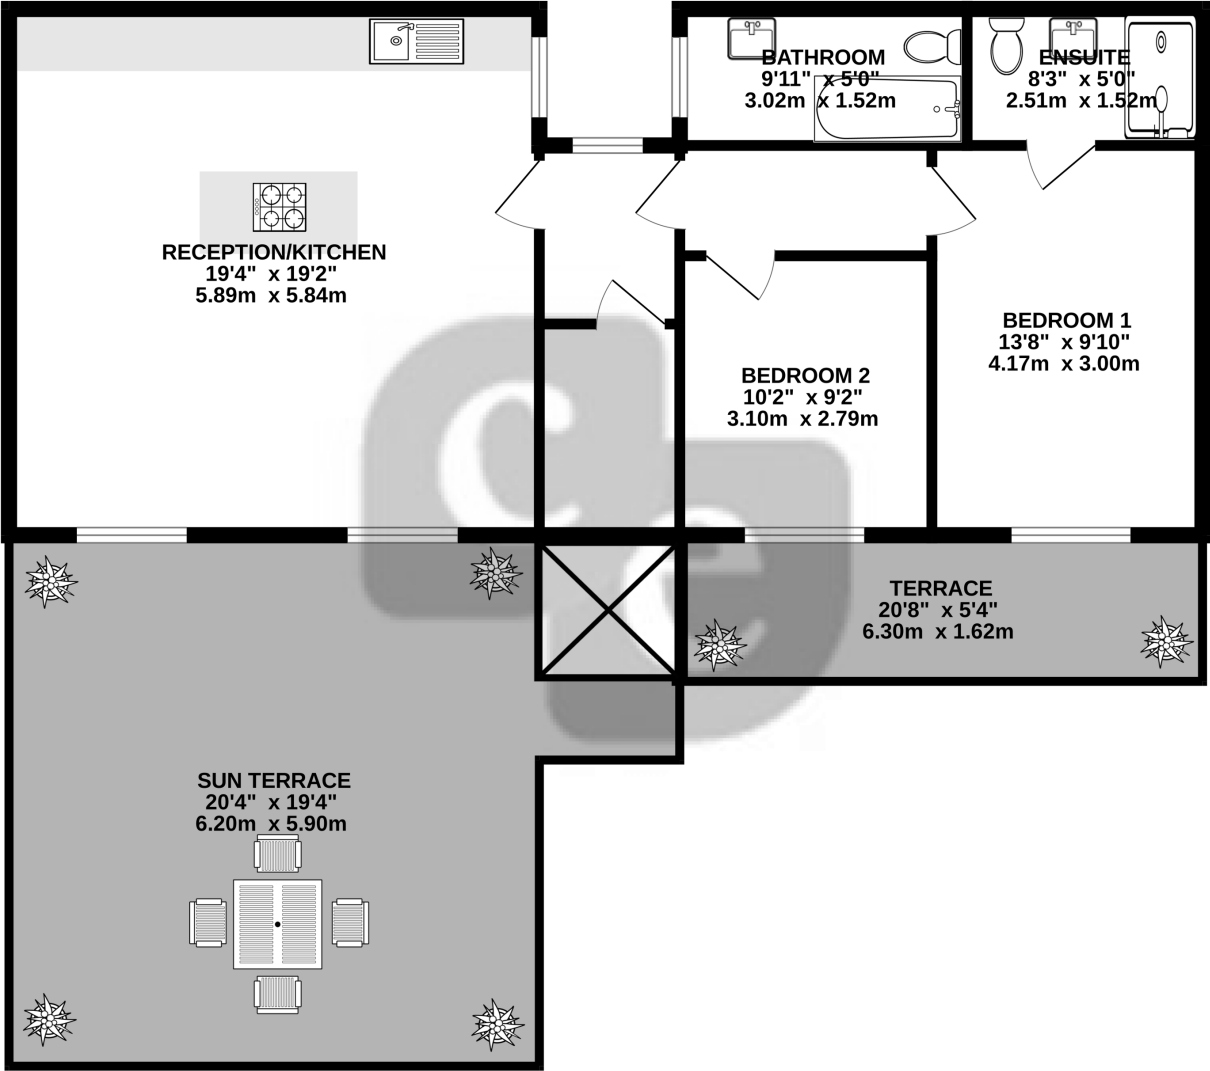 BATHROOM
9'11" x 5'0"
3.02m x 1.52m
ENSUITE
8'3" x 5'0"
2.51m x 1.52m
RECEPTION/KITCHEN
19'4" x 19'2"
5.89m x 5.84m
BEDROOM 1
13'8" x 9'10"
4.17m x 3.00m
BEDROOM 2
10'2" x 9'2"
3.10m x 2.79m
ce
TERRACE
20'8" x 5'4"
6.30m x 1.62m
SUN TERRACE
20'4" x 19'4"
6.20m x 5.90m